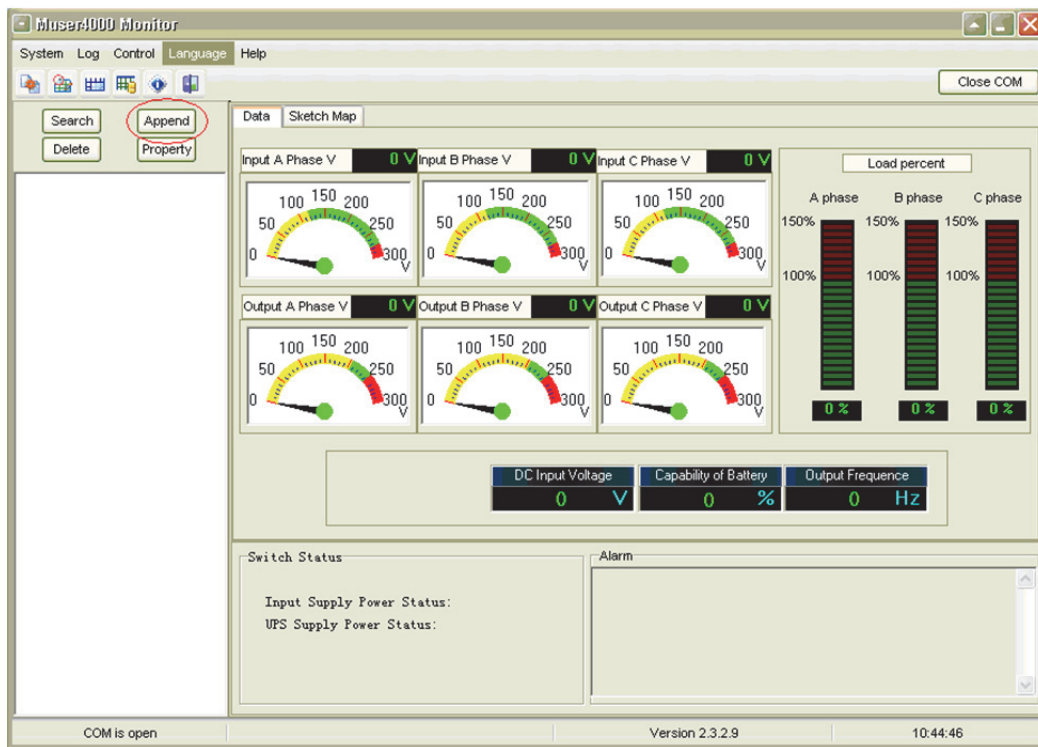 Muser4000 Monitor
System Log Control Language Help
Close COM
Search Append
Delete Property
Data Sketch Map
Input A Phase V 0 V Input B Phase V 0 V Input C Phase V 0 V
0 50 100 150 200 250 300 V
0 50 100 150 200 250 300 V
0 50 100 150 200 250 300 V
Output A Phase V 0 V Output B Phase V 0 V Output C Phase V 0 V
0 50 100 150 200 250 300 V
0 50 100 150 200 250 300 V
0 50 100 150 200 250 300 V
Load percent
A phase B phase C phase
150% 150% 150%
100% 100% 100%
0 % 0 % 0 %
DC Input Voltage Capability of Battery Output Frequence
0 V 0 % 0 Hz
Switch Status
Input Supply Power Status:
UPS Supply Power Status:
Alarm
COM is open Version 2.3.2.9 10:44:46